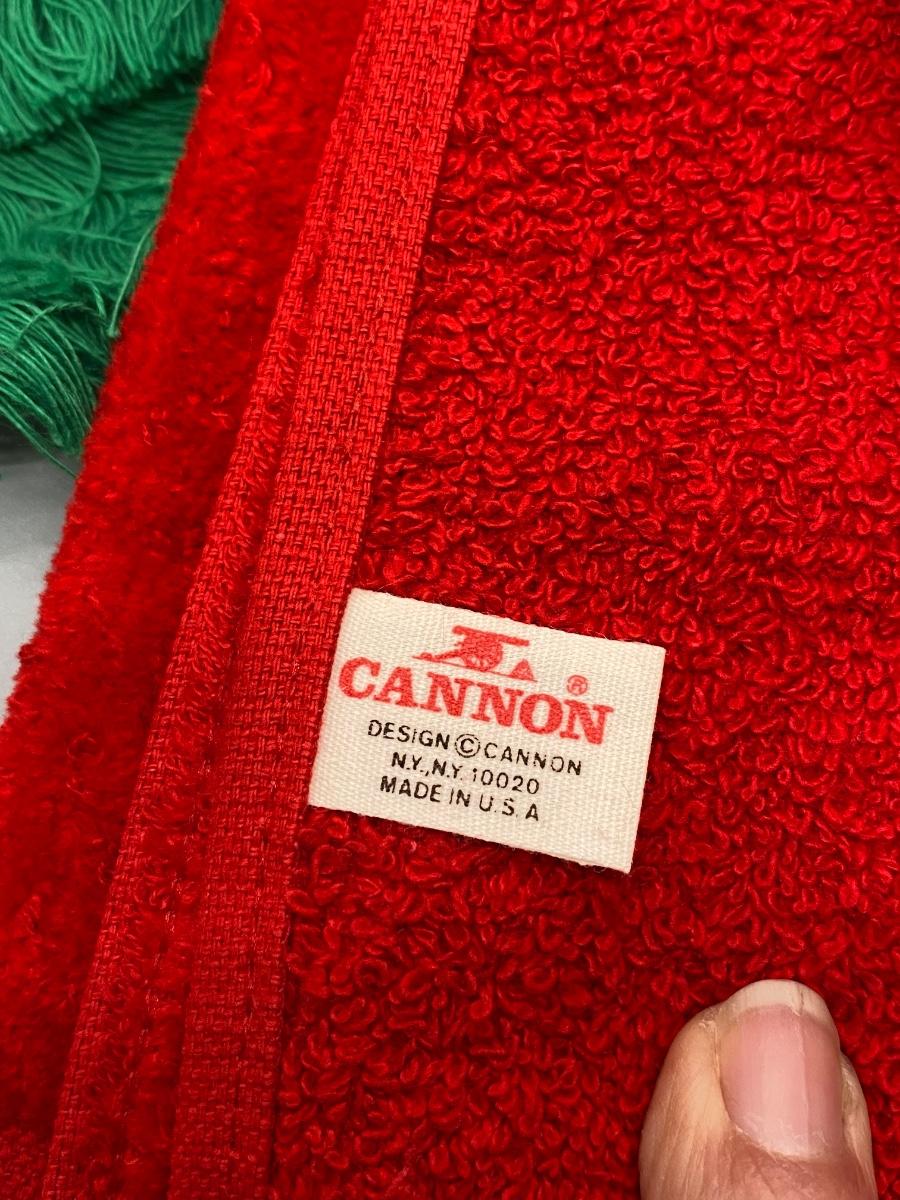 CANNON®
DESIGN ©CANNON
N.Y., N.Y. 10020
MADE IN U.S.A